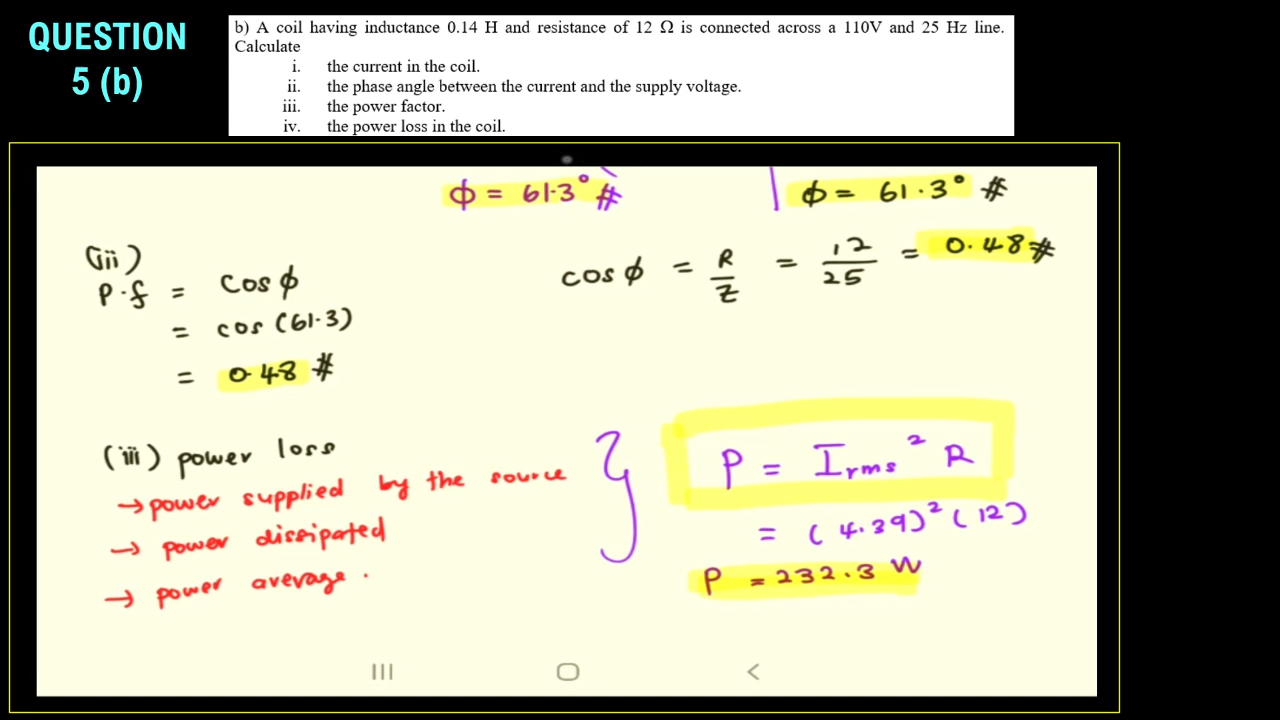 QUESTION
5 (b)
b) A coil having inductance 0.14 H and resistance of 12 Ω is connected across a 110V and 25 Hz line.
Calculate
i. the current in the coil.
ii. the phase angle between the current and the supply voltage.
iii. the power factor.
iv. the power loss in the coil.
ϕ = 61.3° #
ϕ = 61.3° #
(iii)
P.f = cos ϕ
= cos (61.3)
= 0.48 #
cos ϕ = R/Z = 12/25 = 0.48 #
(iii) power loss
→ power supplied by the source
→ power dissipated
→ power average.
P = Irms² R
= (4.39)² (12)
P = 232.3 W